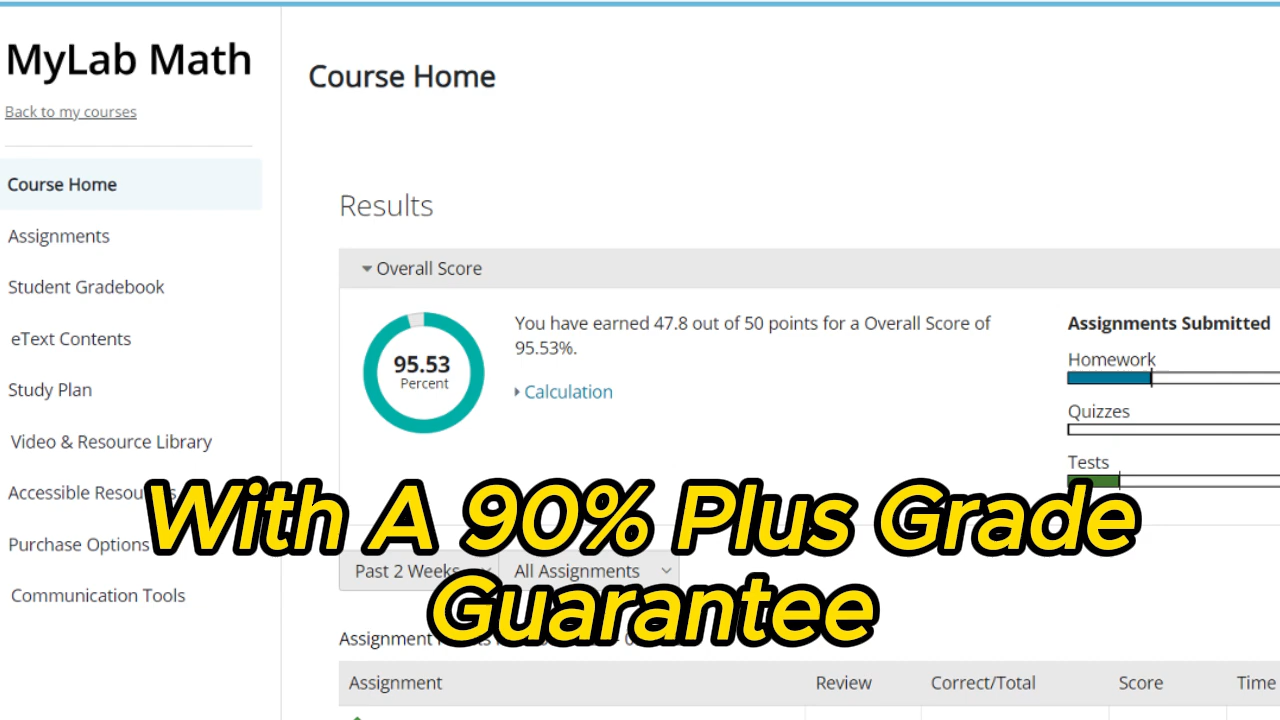 MyLab Math
Back to my courses
Course Home
Assignments
Student Gradebook
eText Contents
Study Plan
Video & Resource Library
Accessible
Purchase Options
Communication Tools
Course Home
Results
Overall Score
95.53
Percent
You have earned 47.8 out of 50 points for a Overall Score of
95.53%.
Calculation
Assignments Submitted
Homework
Quizzes
Tests
Past 2 Weeks
All Assignments
With A 90% Plus Grade
Guarantee
Assignment
Assignment Review Correct/Total Score Time